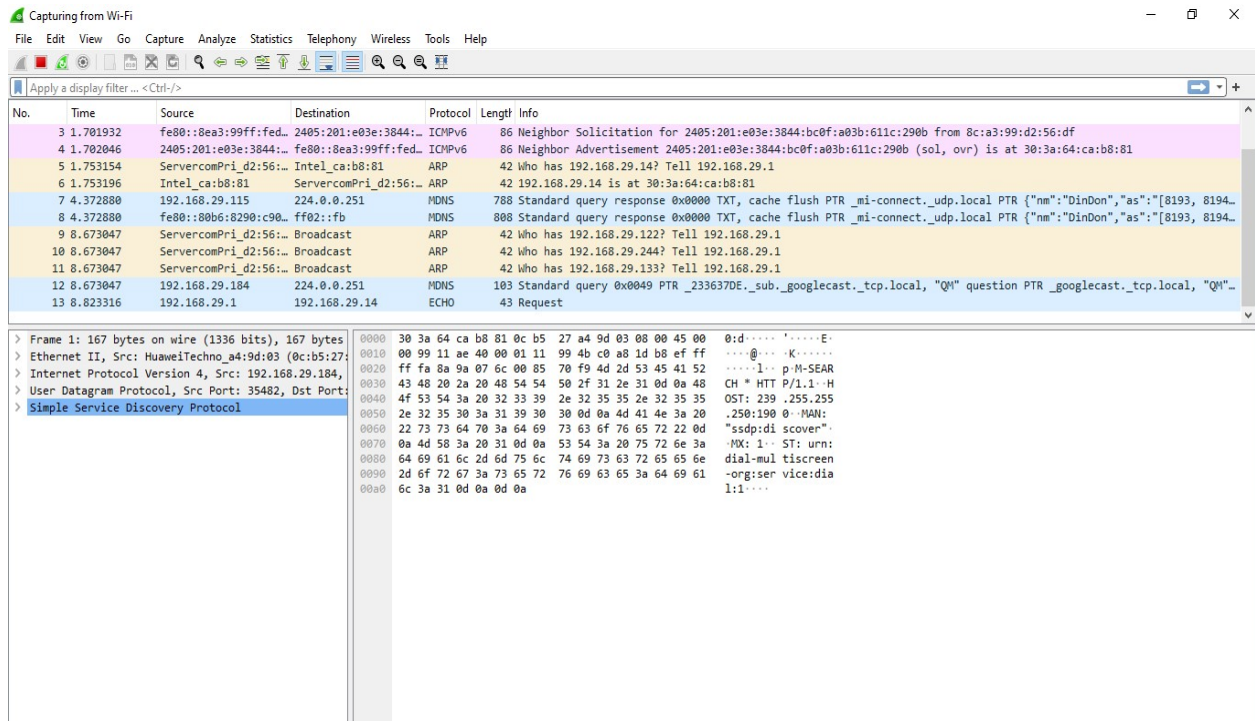 Capturing from Wi-Fi
File Edit View Go Capture Analyze Statistics Telephony Wireless Tools Help
Apply a display filter ... <Ctrl-/>
No. Time Source Destination Protocol Length Info
3 1.701932 fe80::8ea3:99ff:fed… 2405:201:e03e:3844:… ICMPv6 86 Neighbor Solicitation for 2405:201:e03e:3844:bc0f:a03b:611c:290b from 8c:a3:99:d2:56:df
4 1.702046 2405:201:e03e:3844:… fe80::8ea3:99ff:fed… ICMPv6 86 Neighbor Advertisement 2405:201:e03e:3844:bc0f:a03b:611c:290b (sol, ovr) is at 30:3a:64:ca:b8:81
5 1.753154 ServercomPri_d2:56:… Intel_ca:b8:81 ARP 42 Who has 192.168.29.14? Tell 192.168.29.1
6 1.753196 Intel_ca:b8:81 ServercomPri_d2:56:… ARP 42 192.168.29.14 is at 30:3a:64:ca:b8:81
7 4.372880 192.168.29.115 224.0.0.251 MDNS 788 Standard query response 0x0000 TXT, cache flush PTR _mi-connect._udp.local PTR {"nm":"DinDon","as":"[8193, 8194…
8 4.372880 fe80::80b6:8290:c90… ff02::fb MDNS 808 Standard query response 0x0000 TXT, cache flush PTR _mi-connect._udp.local PTR {"nm":"DinDon","as":"[8193, 8194…
9 8.673047 ServercomPri_d2:56:… Broadcast ARP 42 Who has 192.168.29.122? Tell 192.168.29.1
10 8.673047 ServercomPri_d2:56:… Broadcast ARP 42 Who has 192.168.29.244? Tell 192.168.29.1
11 8.673047 ServercomPri_d2:56:… Broadcast ARP 42 Who has 192.168.29.133? Tell 192.168.29.1
12 8.673047 192.168.29.184 224.0.0.251 MDNS 103 Standard query 0x0049 PTR _233637DE._sub._googlecast._tcp.local, "QM" question PTR _googlecast._tcp.local, "QM"…
13 8.823316 192.168.29.1 192.168.29.14 ECHO 43 Request
Frame 1: 167 bytes on wire (1336 bits), 167 bytes
Ethernet II, Src: HuaweiTechno_a4:9d:03 (0c:b5:27:
Internet Protocol Version 4, Src: 192.168.29.184,
User Datagram Protocol, Src Port: 35482, Dst Port:
Simple Service Discovery Protocol
0000 30 3a 64 ca b8 81 0c b5 27 a4 9d 03 08 00 45 00 0:d····· '·····E·
0010 00 99 11 ae 40 00 01 11 99 4b c0 a8 1d b8 ef ff ····@··· ·K······
0020 ff fa 8a 9a 07 6c 00 85 70 f9 4d 2d 53 45 41 52 ·····l·· p·M-SEAR
0030 43 48 20 2a 20 48 54 54 50 2f 31 2e 31 0d 0a 48 CH * HTT P/1.1··H
0040 4f 53 54 3a 20 32 33 39 2e 32 35 35 2e 32 35 35 OST: 239 .255.255
0050 2e 32 35 30 3a 31 39 30 30 0d 0a 4d 41 4e 3a 20 .250:190 0··MAN: 
0060 22 73 73 64 70 3a 64 69 73 63 6f 76 65 72 22 0d "ssdp:di scover"·
0070 0a 4d 58 3a 20 31 0d 0a 53 54 3a 20 75 72 6e 3a ·MX: 1·· ST: urn:
0080 64 69 61 6c 2d 6d 75 6c 74 69 73 63 72 65 65 6e dial-mul tiscreen
0090 2d 6f 72 67 3a 73 65 72 76 69 63 65 3a 64 69 61 -org:ser vice:dia
00a0 6c 3a 31 0d 0a 0d 0a l:1····